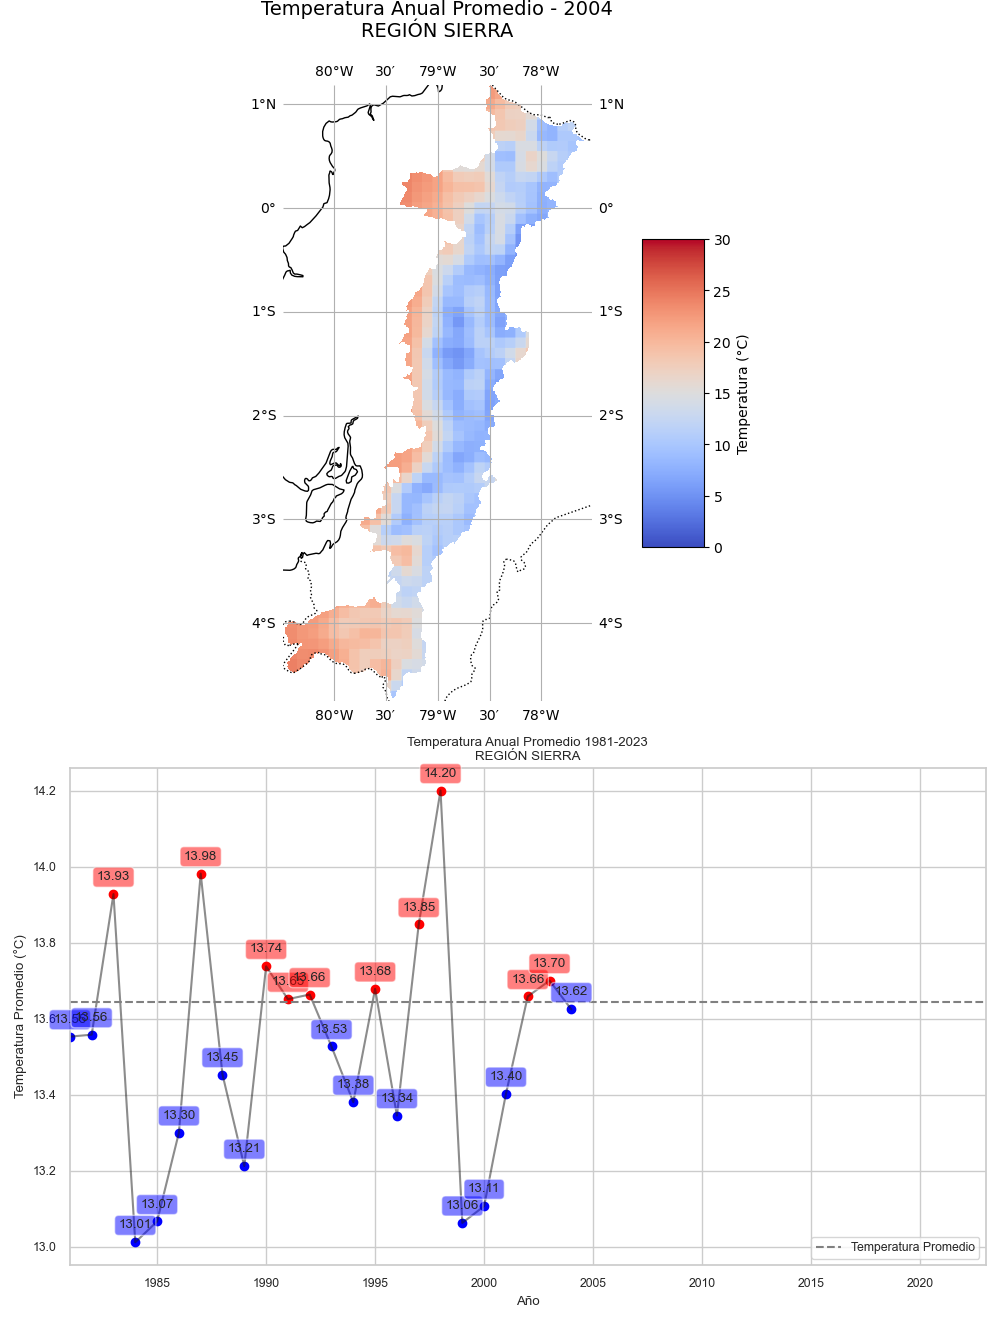 Temperatura Anual Promedio - 2004
REGIÓN SIERRA
80°W 30′ 79°W 30′ 78°W
1°N 1°N
0° 0°
1°S 1°S
2°S 2°S
3°S 3°S
4°S 4°S
80°W 30′ 79°W 30′ 78°W
30
25
20
15
10
5
0
Temperatura (°C)
Temperatura Anual Promedio 1981-2023
REGIÓN SIERRA
14.20
14.2
13.98
14.0
13.93
13.85
13.8
13.74
13.70
13.68
13.66
13.66
13.62
13.6
13.56
13.53
13.45
13.40
13.4
13.38
13.34
13.30
13.21
13.2
13.11
13.07
13.06
13.01
13.0
Temperatura Promedio (°C)
Temperatura Promedio
1985 1990 1995 2000 2005 2010 2015 2020
Año